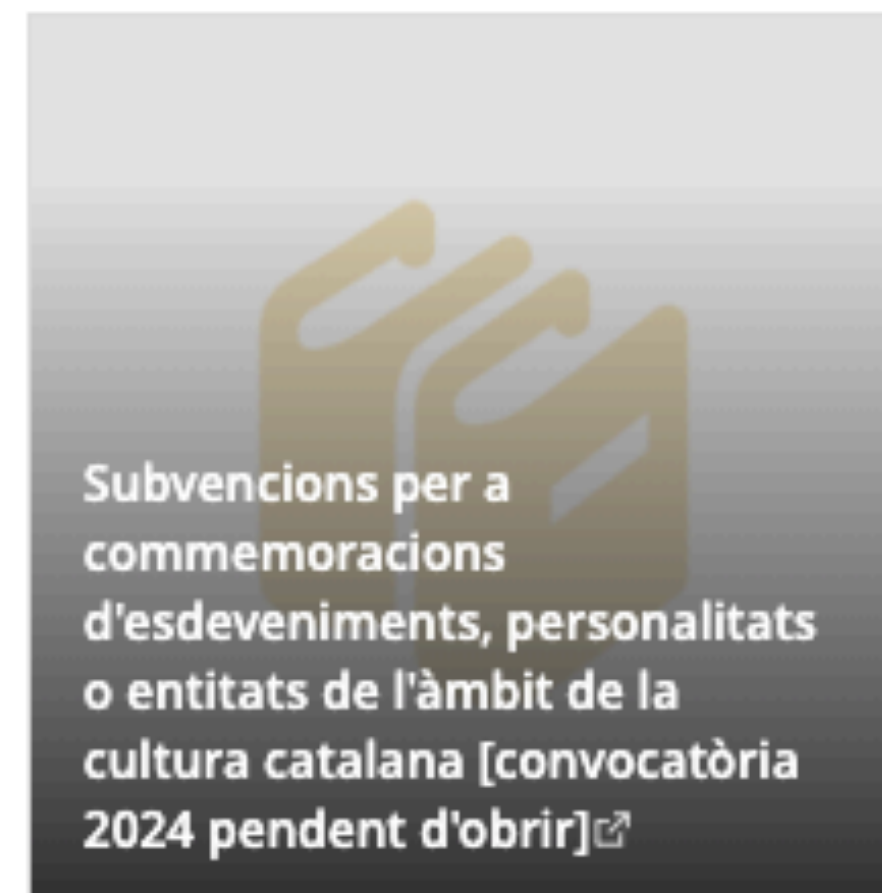 Subvencions per a
commemoracions
d'esdeveniments, personalitats
o entitats de l'àmbit de la
cultura catalana [convocatòria
2024 pendent d'obrir]